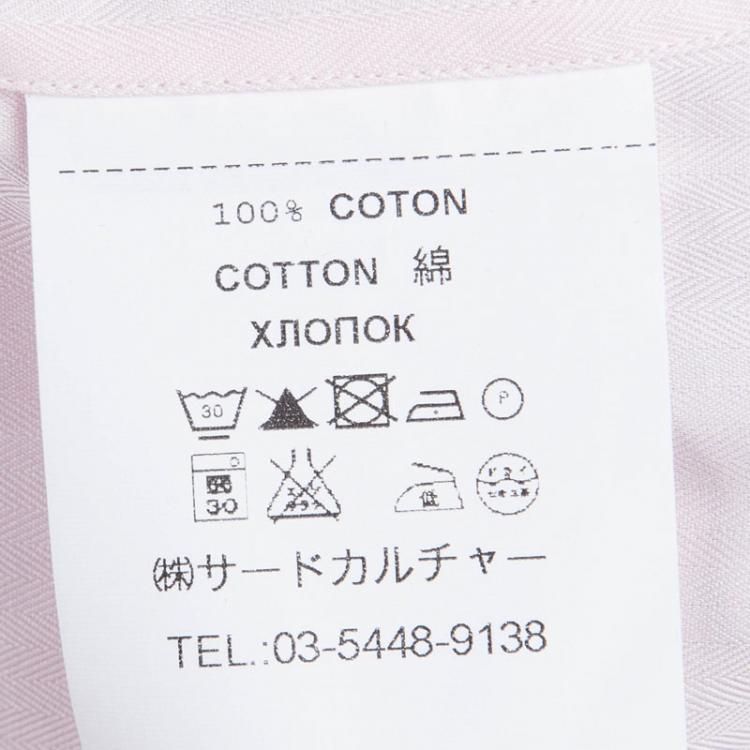 100% COTON
COTTON 綿
ХЛОПОК
30 P
30 低
㈱サードカルチャー
TEL.:03-5448-9138